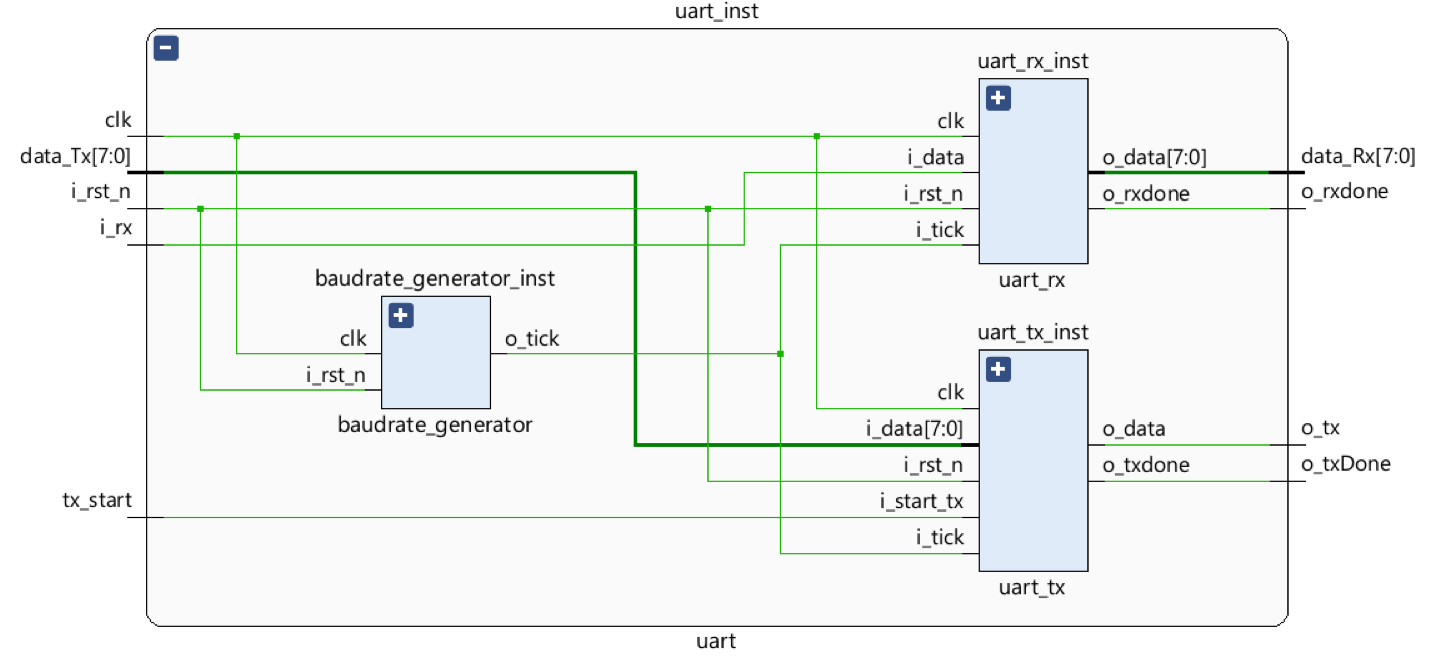 uart_inst
uart_rx_inst
clk
clk
data_Tx[7:0]
i_data
o_data[7:0]
data_Rx[7:0]
i_rst_n
i_rst_n
o_rxdone
o_rxdone
i_rx
i_tick
uart_rx
baudrate_generator_inst
clk
o_tick
i_rst_n
baudrate_generator
uart_tx_inst
clk
i_data[7:0]
o_data
o_tx
i_rst_n
o_txdone
o_txDone
tx_start
i_start_tx
i_tick
uart_tx
uart